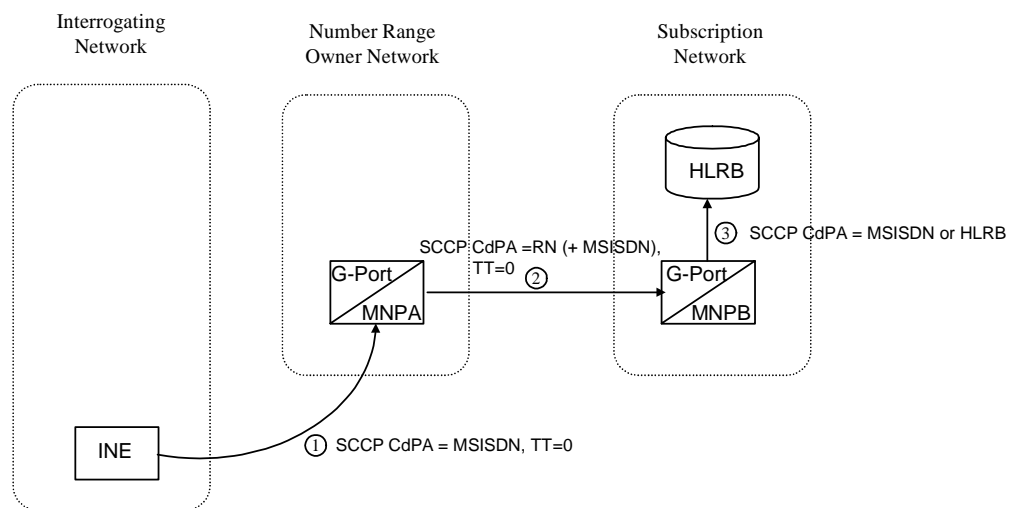 Interrogating
Network
Number Range
Owner Network
Subscription
Network
HLRB
3 SCCP CdPA = MSISDN or HLRB
SCCP CdPA =RN (+ MSISDN),
TT=0
2
G-Port
MNPA
G-Port
MNPB
INE
1 SCCP CdPA = MSISDN, TT=0